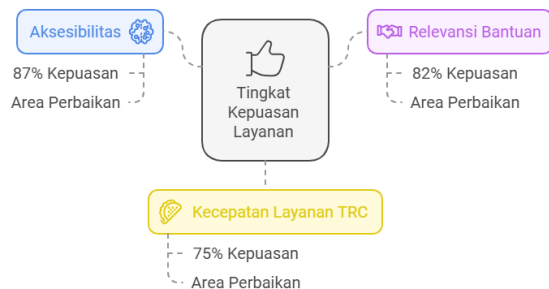 Aksesibilitas
87% Kepuasan
Area Perbaikan
Tingkat
Kepuasan
Layanan
Relevansi Bantuan
82% Kepuasan
Area Perbaikan
Kecepatan Layanan TRC
75% Kepuasan
Area Perbaikan